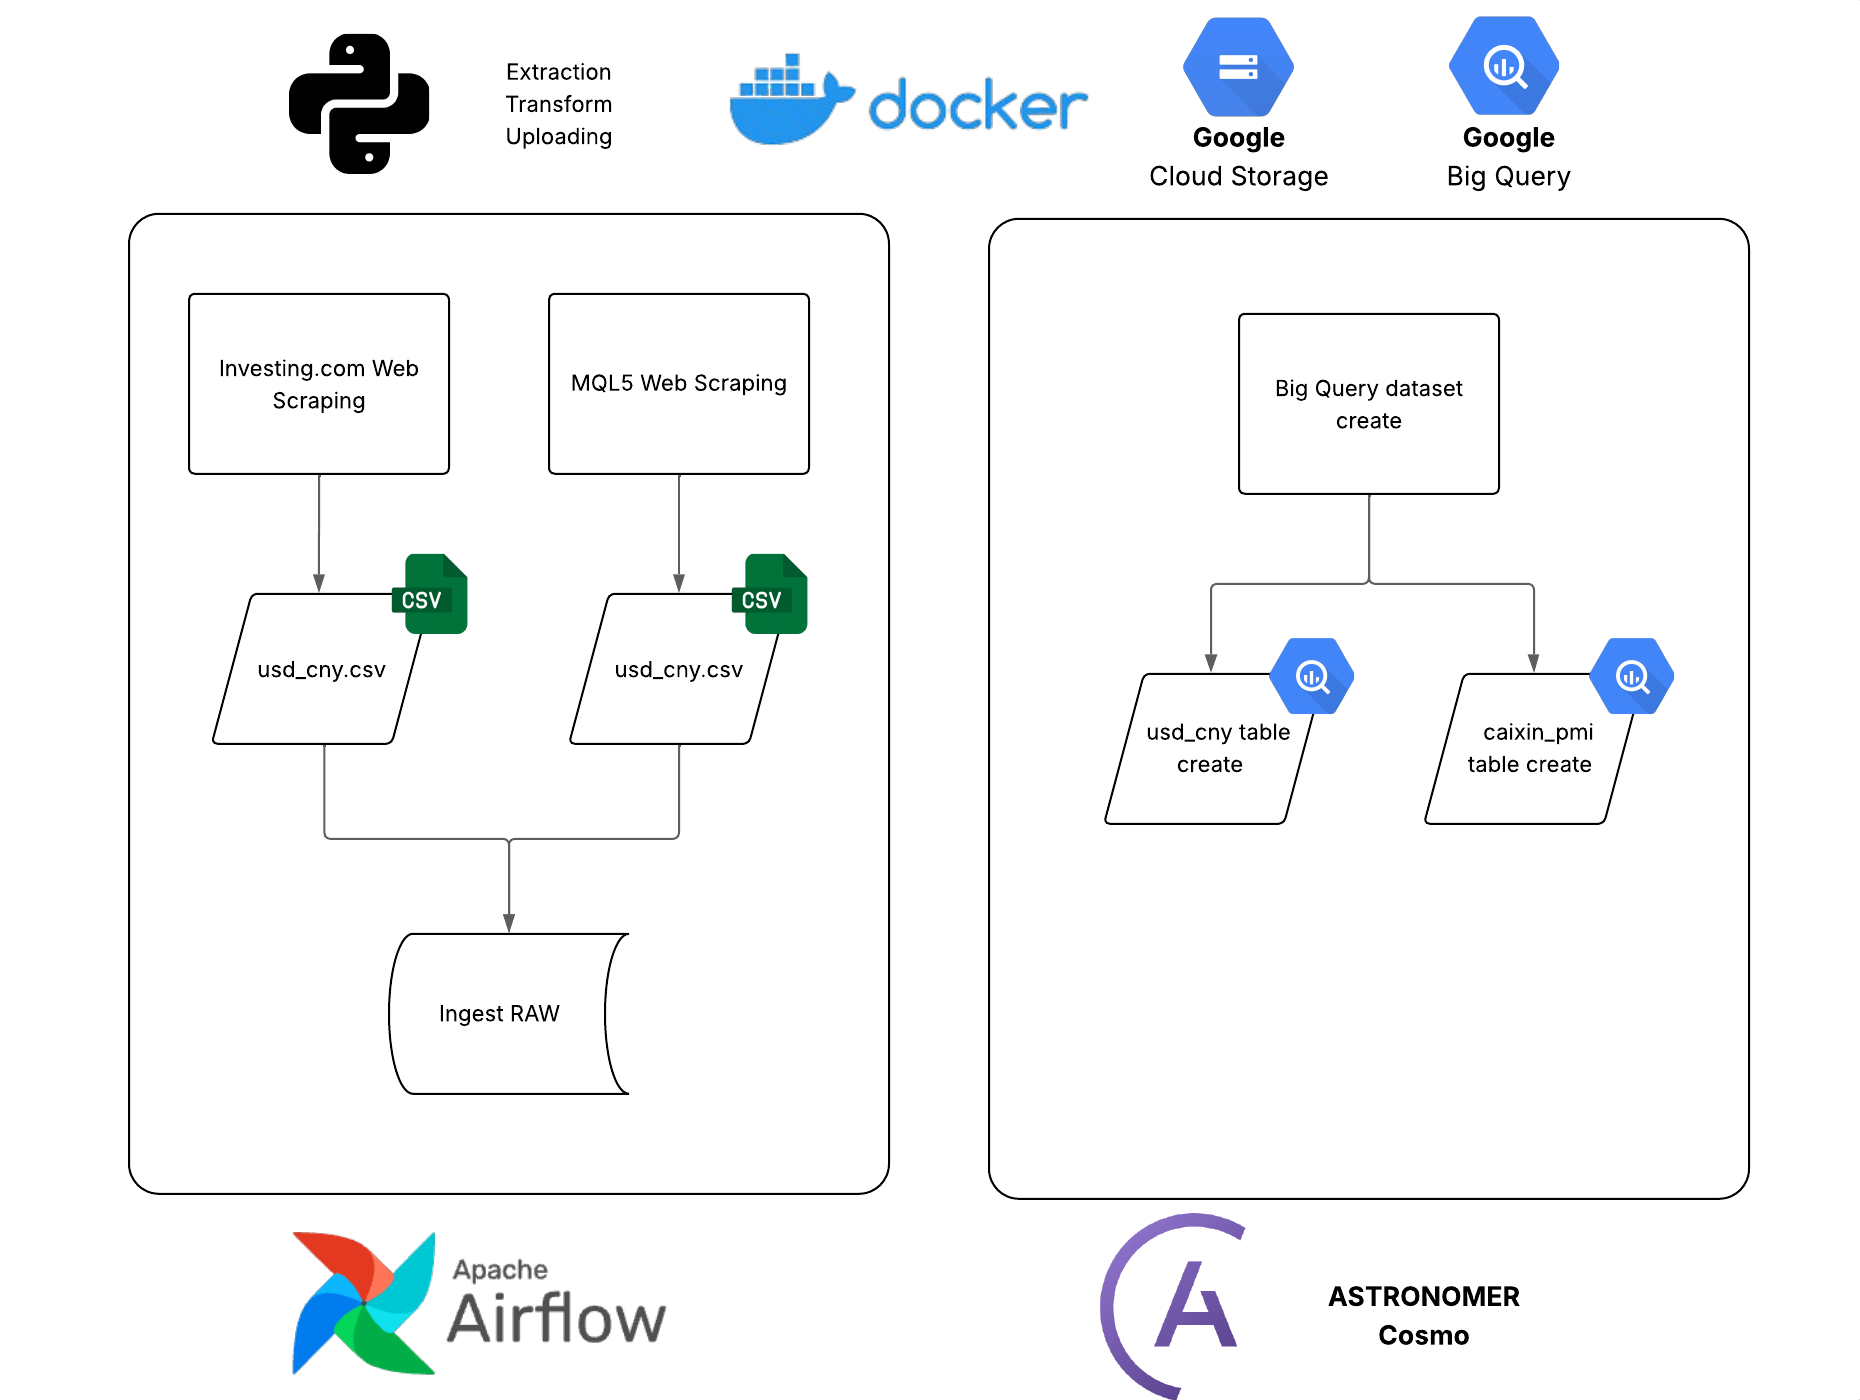 Extraction
Transform
Uploading
docker
Google
Cloud Storage
Google
Big Query
Investing.com Web
Scraping
MQL5 Web Scraping
CSV
usd_cny.csv
CSV
usd_cny.csv
Ingest RAW
Big Query dataset
create
usd_cny table
create
caixin_pmi
table create
Apache
Airflow
A
ASTRONOMER
Cosmo